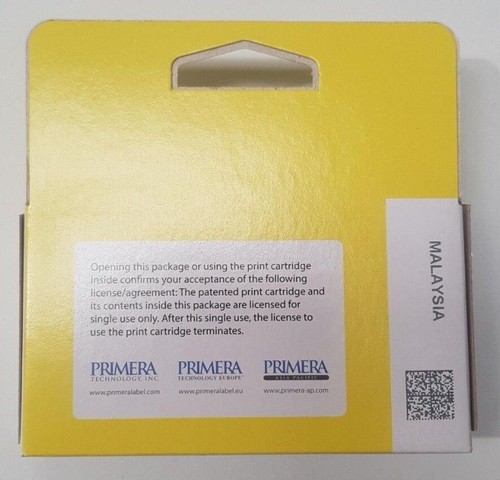 Opening this package or using the print cartridge
inside confirms your acceptance of the following
license/agreement: The patented print cartridge and
its contents inside this package are licensed for
single use only. After this single use, the license to
use the print cartridge terminates.
PRIMERA PRIMERA PRIMERA
TECHNOLOGY, INC. TECHNOLOGY EUROPE ASIA PACIFIC
www.primeralabel.com www.primeralabel.eu www.primera-ap.com
MALAYSIA